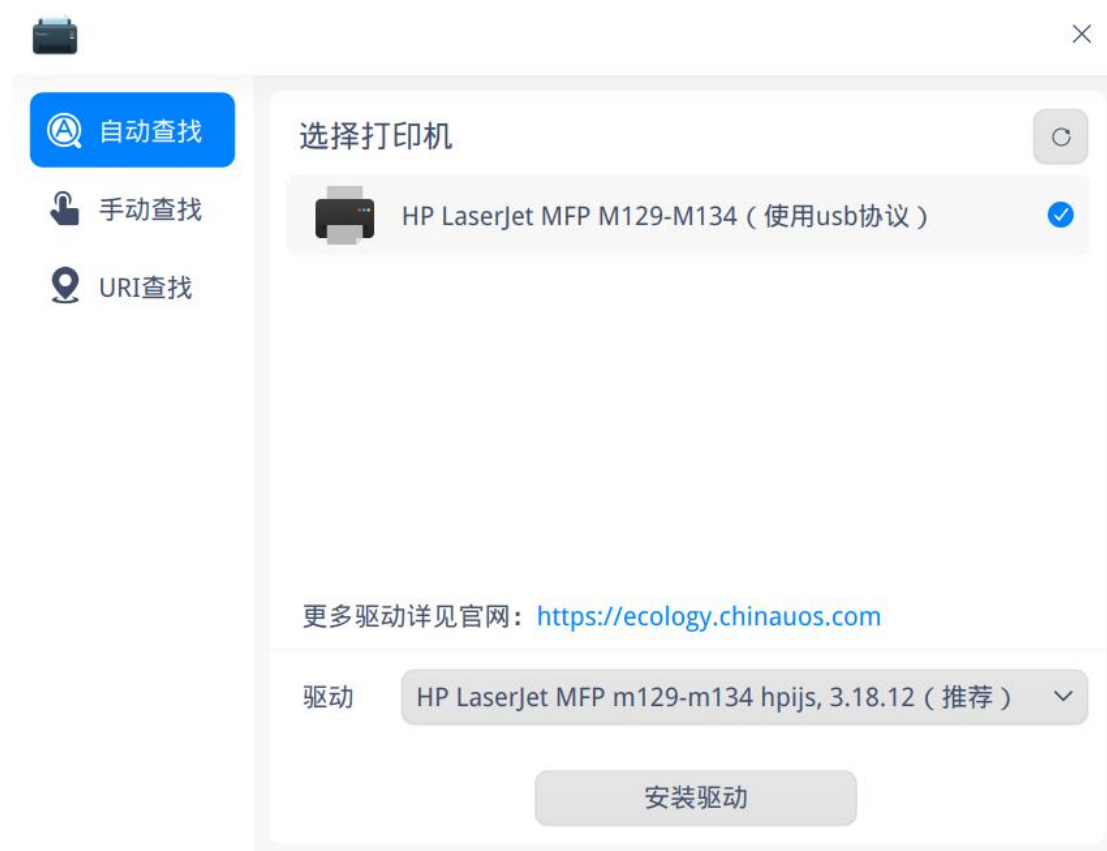 自动查找
手动查找
URI查找
选择打印机
HP LaserJet MFP M129-M134（使用usb协议）
更多驱动详见官网：https://ecology.chinauos.com
驱动
HP LaserJet MFP m129-m134 hpijs, 3.18.12（推荐）
安装驱动